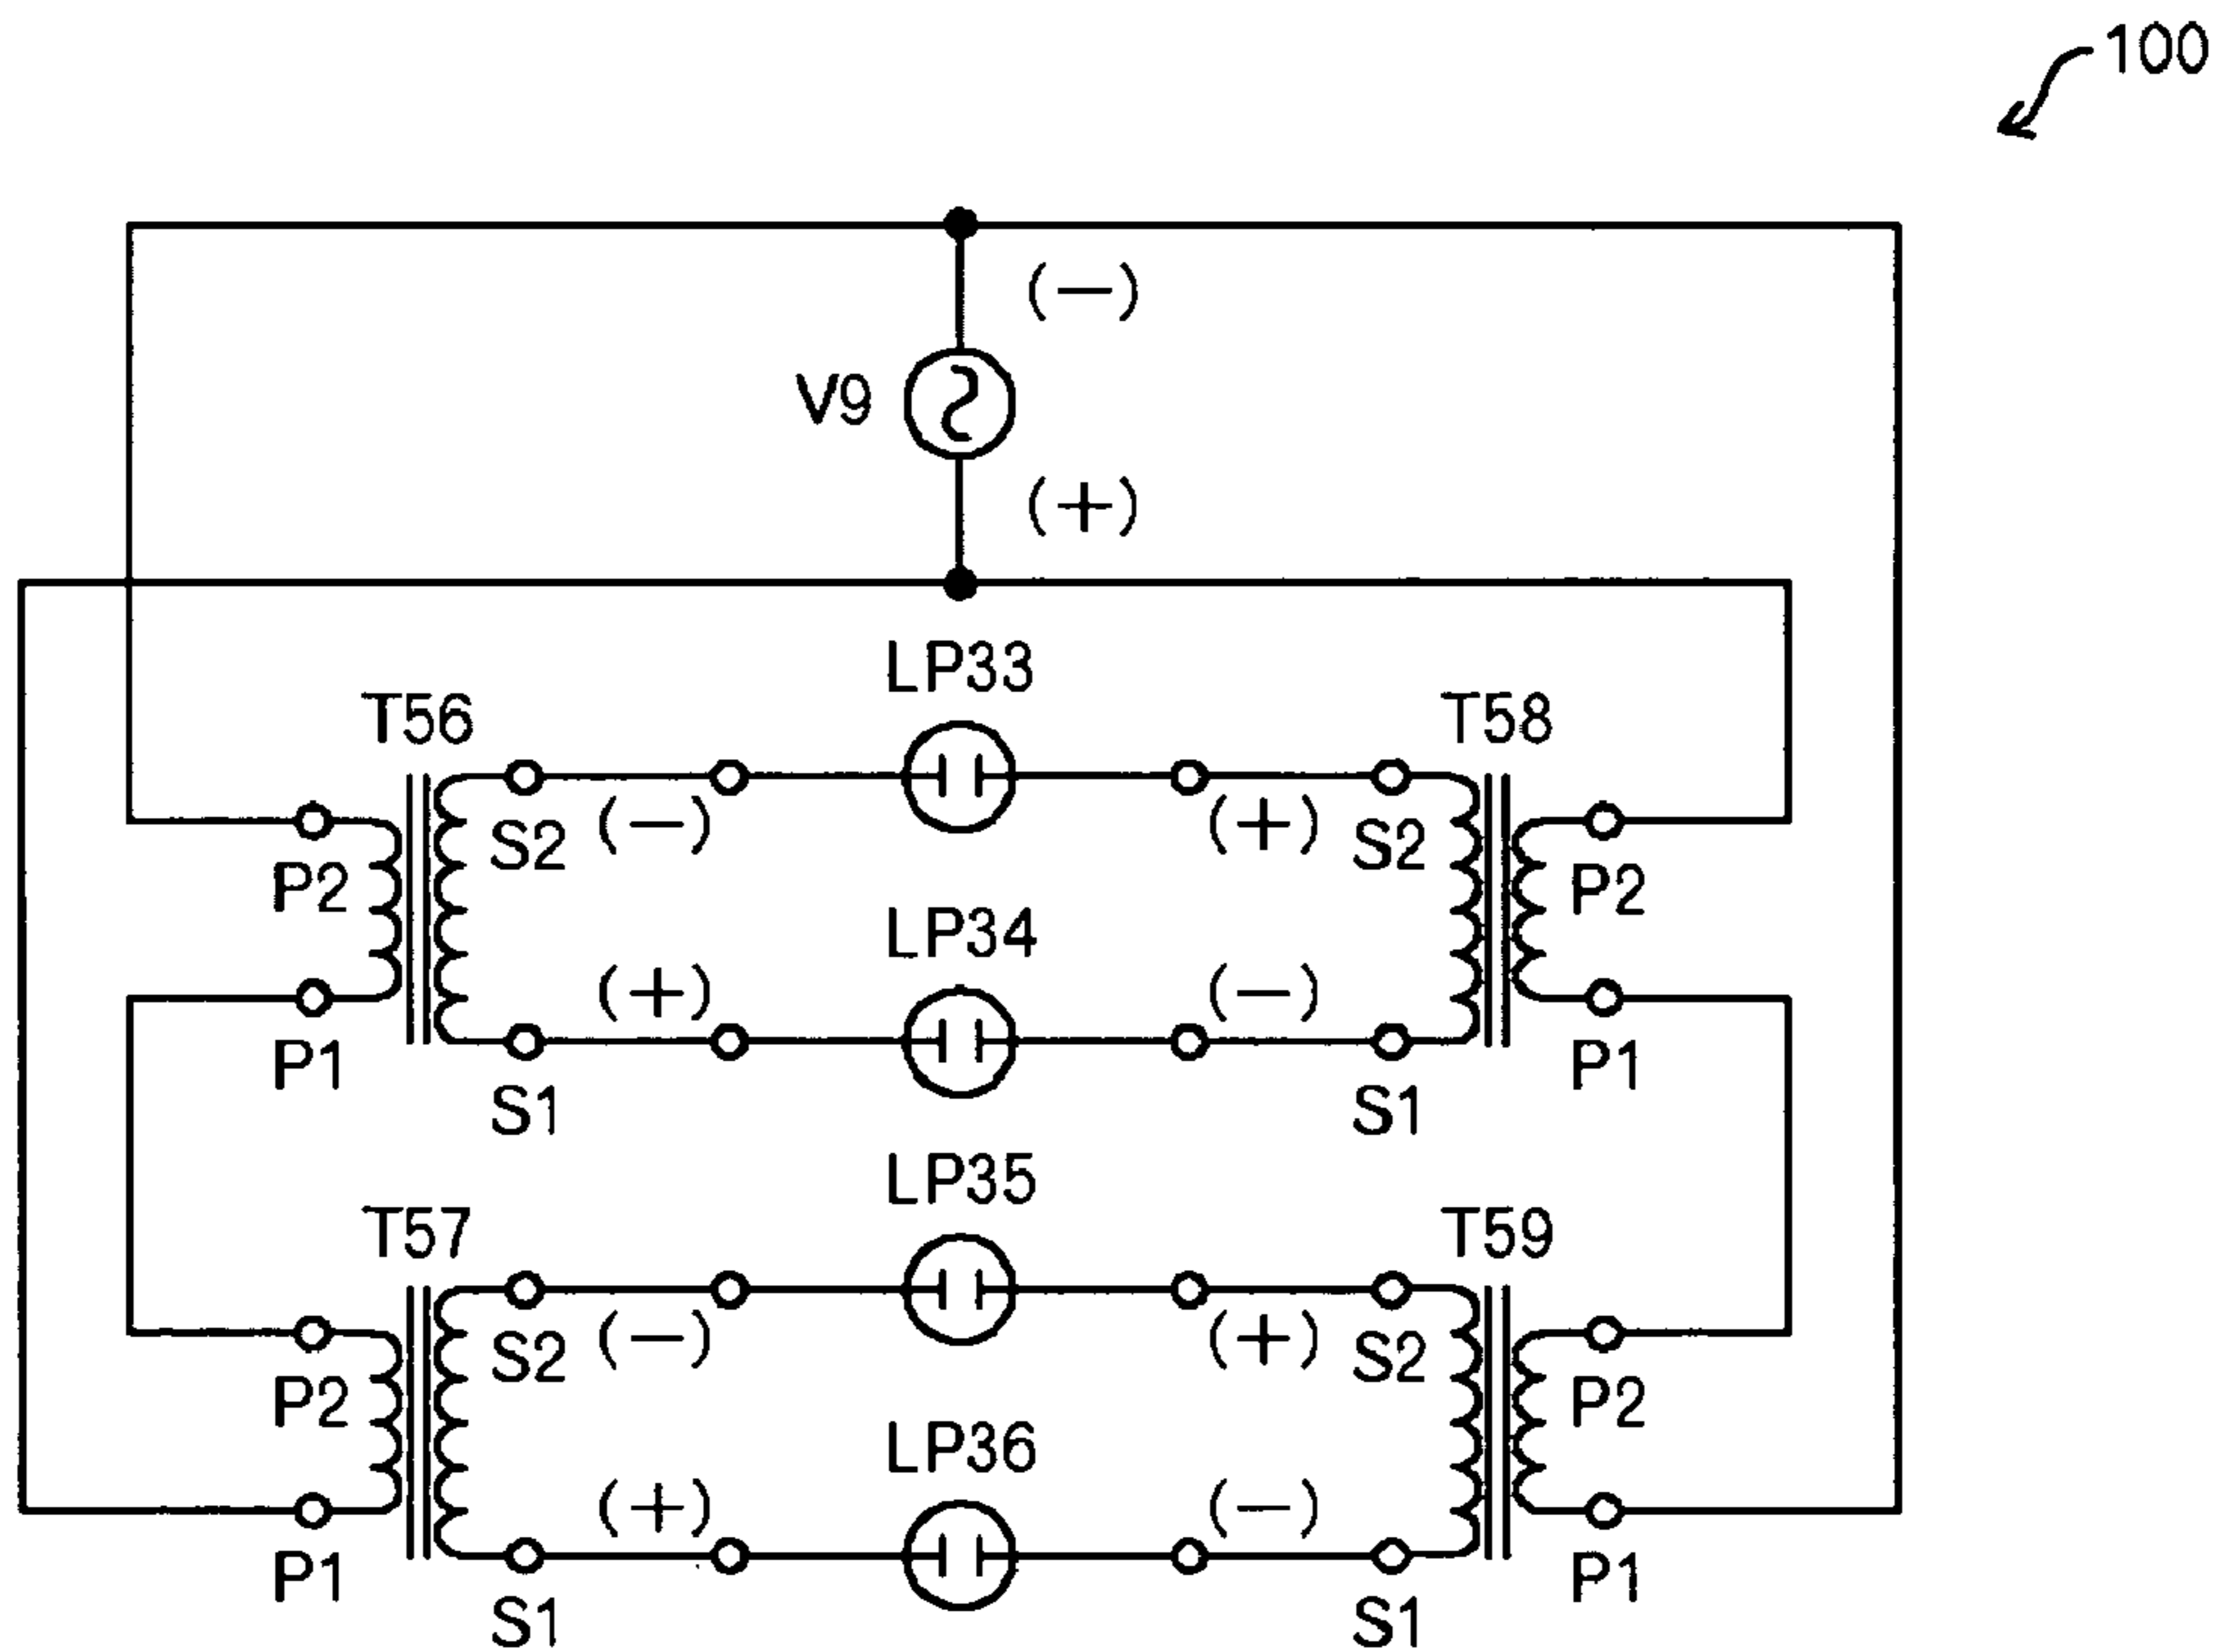 100
(−)
V9
(+)
LP33
T56 T58
S2 (−) (+) S2
P2 P2
LP34
(+) (−)
P1 P1
S1 S1
LP35
T57 T59
S2 (−) (+) S2
P2 P2
LP36
(+) (−)
P1 P1
S1 S1